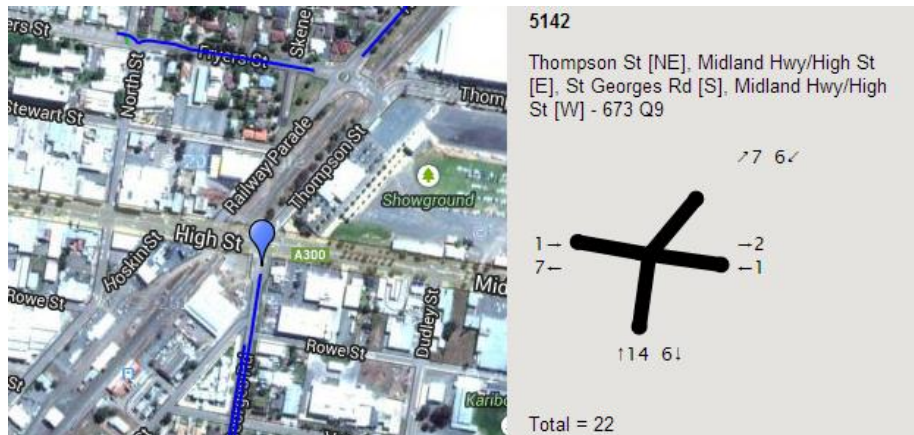 ers St
Fryers St
Skene
North St
Stewart St
Thom
Railway Parade
Thompson St
Showground
High St
A300
Hoskin St
Mid
Rowe St
Dudley St
Rowe St
St
5142
Thompson St [NE], Midland Hwy/High St
[E], St Georges Rd [S], Midland Hwy/High
St [W] - 673 Q9
↗7 6↙
1→
7←
→2
←1
↑14 6↓
Total = 22